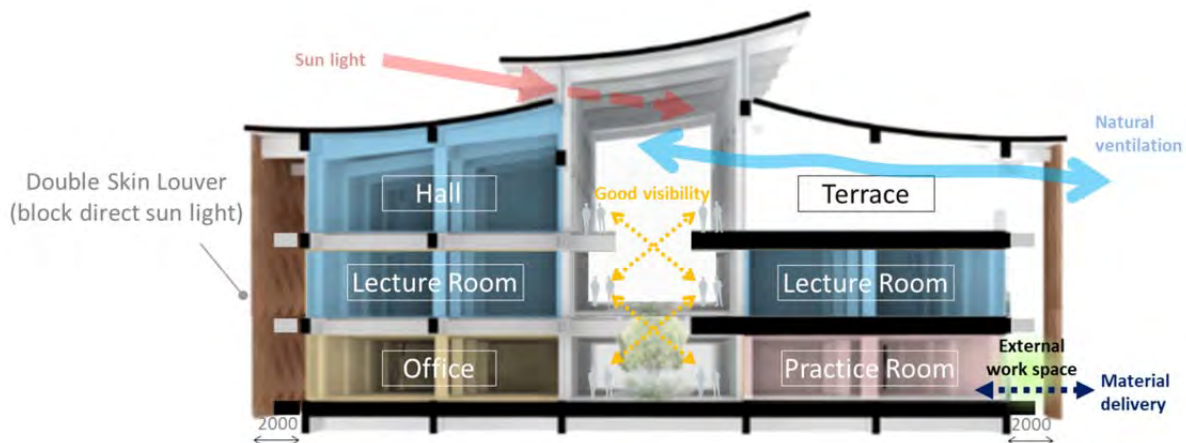 Sun light
Natural
ventilation
Double Skin Louver
(block direct sun light)
Hall
Good visibility
Terrace
Lecture Room
Lecture Room
Office
Practice Room
External
work space
Material
delivery
2000
2000